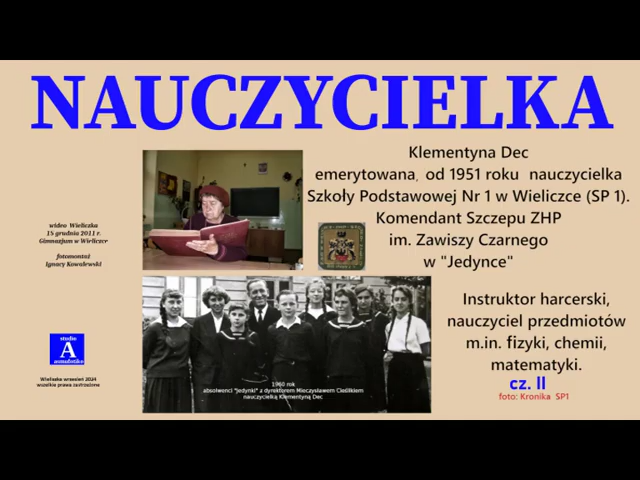 NAUCZYCIELKA
Klementyna Dec
emerytowana, od 1951 roku nauczycielka
Szkoły Podstawowej Nr 1 w Wieliczce (SP 1).
Komendant Szczepu ZHP
im. Zawiszy Czarnego
w "Jedynce"
wideo Wieliczka
15 grudnia 2011 r.
Gimnazjum w Wieliczce
fotomontaż
Ignacy Kowalewski
Instruktor harcerski,
nauczyciel przedmiotów
m.in. fizyki, chemii,
matematyki.
cz. II
foto: Kronika SP1
studio
A
Wieliczka wrzesień 2024
wszelkie prawa zastrzeżone
1960 rok
absolwenci "Jedynki" z dyrektorem Mieczysławem Cieślikiem
nauczycielką Klementyną Dec